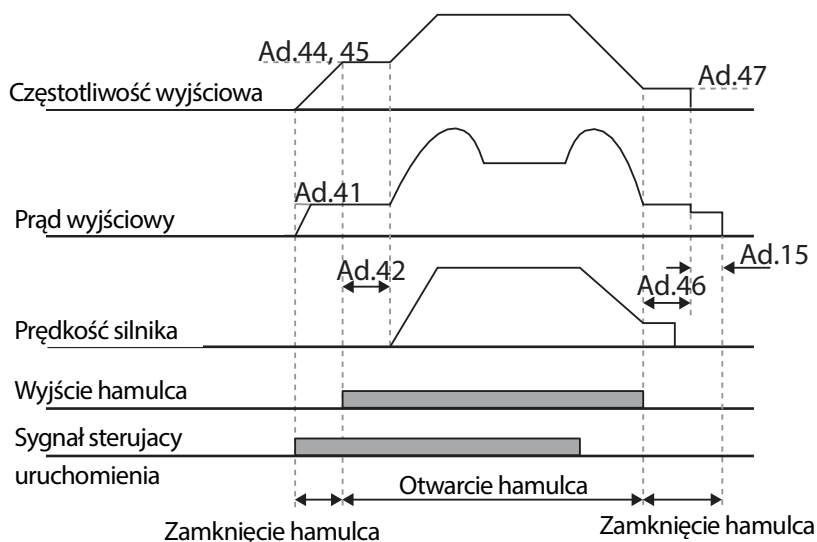 Ad.44, 45
Ad.47
Częstotliwość wyjściowa
Ad.41
Prąd wyjściowy
Ad.15
Ad.42
Ad.46
Prędkość silnika
Wyjście hamulca
Sygnał sterujacy
uruchomienia
Otwarcie hamulca
Zamknięcie hamulca
Zamknięcie hamulca